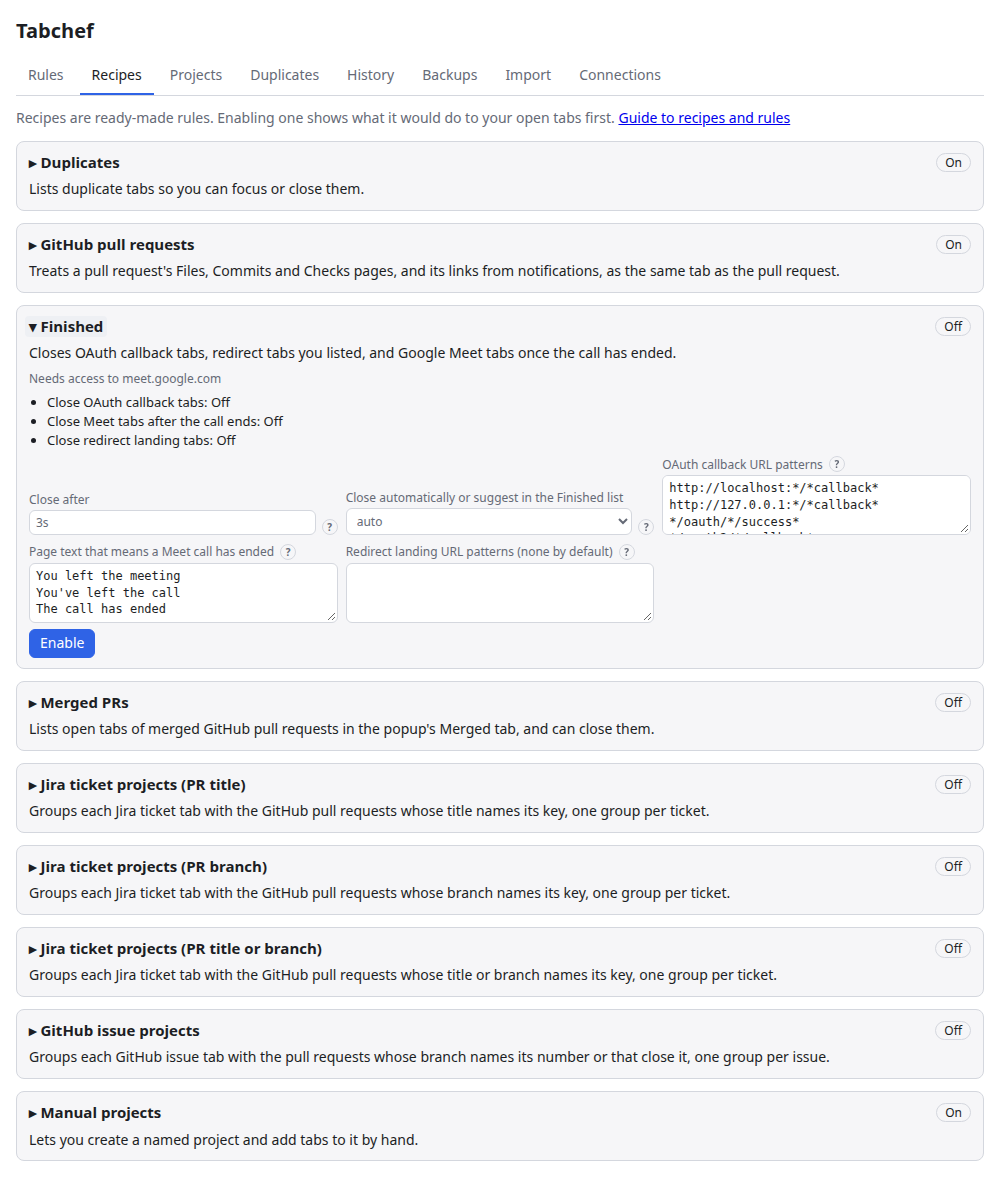 Tabchef
Rules Recipes Projects Duplicates History Backups Import Connections
Recipes are ready-made rules. Enabling one shows what it would do to your open tabs first. Guide to recipes and rules
▸ Duplicates On
Lists duplicate tabs so you can focus or close them.
▸ GitHub pull requests On
Treats a pull request's Files, Commits and Checks pages, and its links from notifications, as the same tab as the pull request.
▾ Finished Off
Closes OAuth callback tabs, redirect tabs you listed, and Google Meet tabs once the call has ended.
Needs access to meet.google.com
• Close OAuth callback tabs: Off
• Close Meet tabs after the call ends: Off
• Close redirect landing tabs: Off
Close after
3s ?
Close automatically or suggest in the Finished list
auto ?
OAuth callback URL patterns ?
http://localhost:*/*callback*
http://127.0.0.1:*/*callback*
*/oauth/*/success*
Page text that means a Meet call has ended ?
You left the meeting
You've left the call
The call has ended
Redirect landing URL patterns (none by default) ?
Enable
▸ Merged PRs Off
Lists open tabs of merged GitHub pull requests in the popup's Merged tab, and can close them.
▸ Jira ticket projects (PR title) Off
Groups each Jira ticket tab with the GitHub pull requests whose title names its key, one group per ticket.
▸ Jira ticket projects (PR branch) Off
Groups each Jira ticket tab with the GitHub pull requests whose branch names its key, one group per ticket.
▸ Jira ticket projects (PR title or branch) Off
Groups each Jira ticket tab with the GitHub pull requests whose title or branch names its key, one group per ticket.
▸ GitHub issue projects Off
Groups each GitHub issue tab with the pull requests whose branch names its number or that close it, one group per issue.
▸ Manual projects On
Lets you create a named project and add tabs to it by hand.